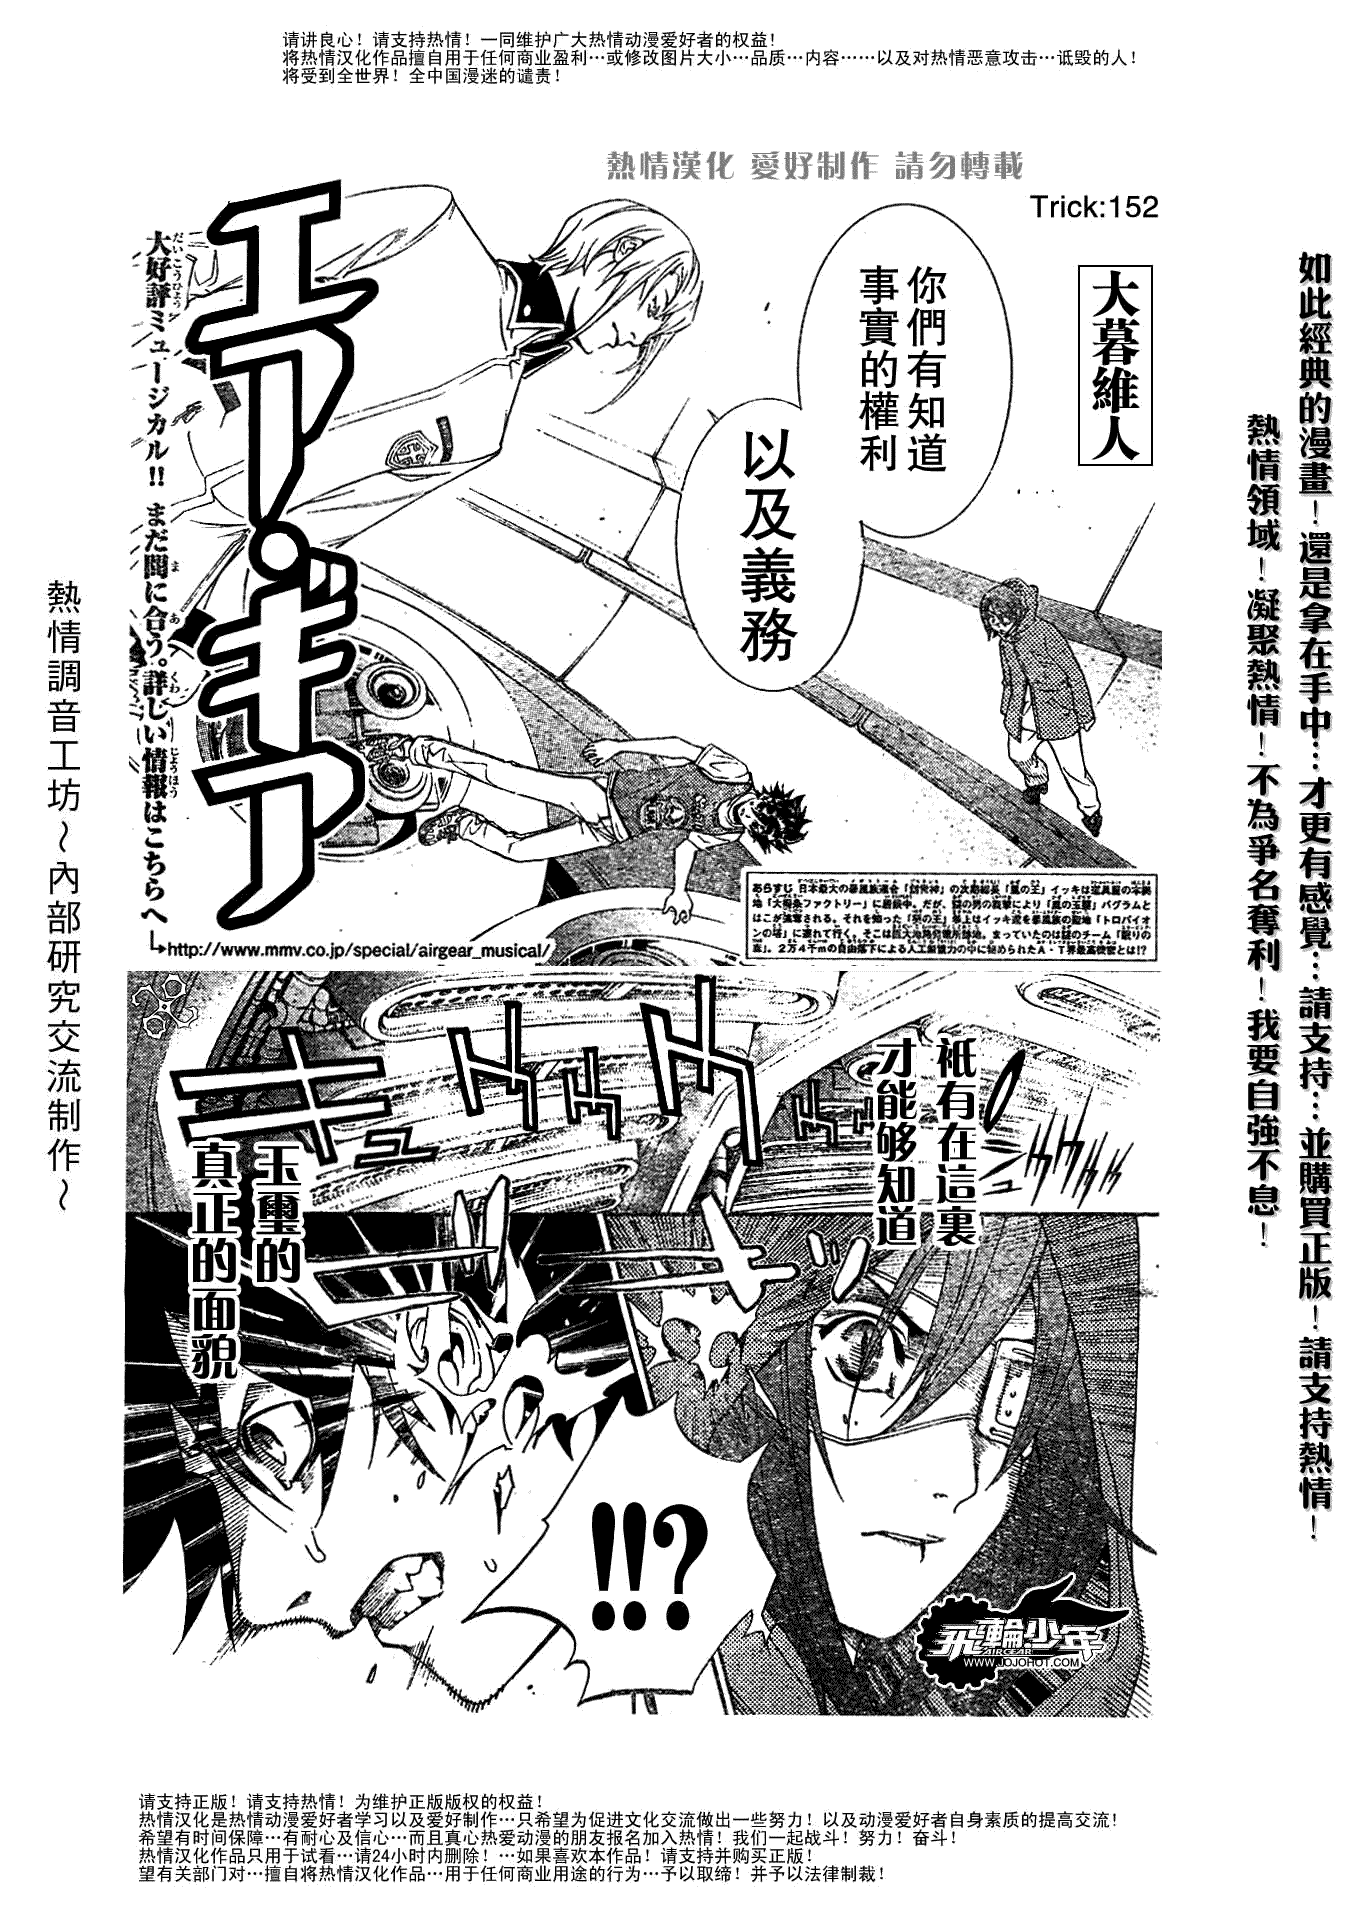 请讲良心！请支持热情！一同维护广大热情动漫爱好者的权益！
将热情汉化作品擅自用于任何商业盈利…或修改图片大小…品质…内容……以及对热情恶意攻击…诋毁的人！
将受到全世界！全中国漫迷的谴责！
熱情漢化 愛好制作 請勿轉載
Trick:152
如此經典的漫畫！還是拿在手中…才更有感覺…請支持…並購買正版！請支持熱情！
熱情領域！凝聚熱情！不為爭名奪利！我要自強不息！
大暮維人
你們有知道
事實的權利
以及義務
エア・ギア
大好評ミュージカル!! まだ間に合う。詳しい情報はこちらへ
http://www.mmv.co.jp/special/airgear_musical/
熱情調音工坊～內部研究交流制作～
祇有在這裏
才能够知道
玉璽的
真正的面貌
!!?
飛輪少年
AIRGEAR
WWW.JOJOHOT.COM
请支持正版！请支持热情！为维护正版版权的权益！
热情汉化是热情动漫爱好者学习以及爱好制作…只希望为促进文化交流做出一些努力！以及动漫爱好者自身素质的提高交流！
希望有时间保障…有耐心及信心…而且真心热爱动漫的朋友报名加入热情！我们一起战斗！努力！奋斗！
热情汉化作品只用于试看…请24小时内删除！…如果喜欢本作品！请支持并购买正版！
望有关部门对…擅自将热情汉化作品…用于任何商业用途的行为…予以取缔！并予以法律制裁！